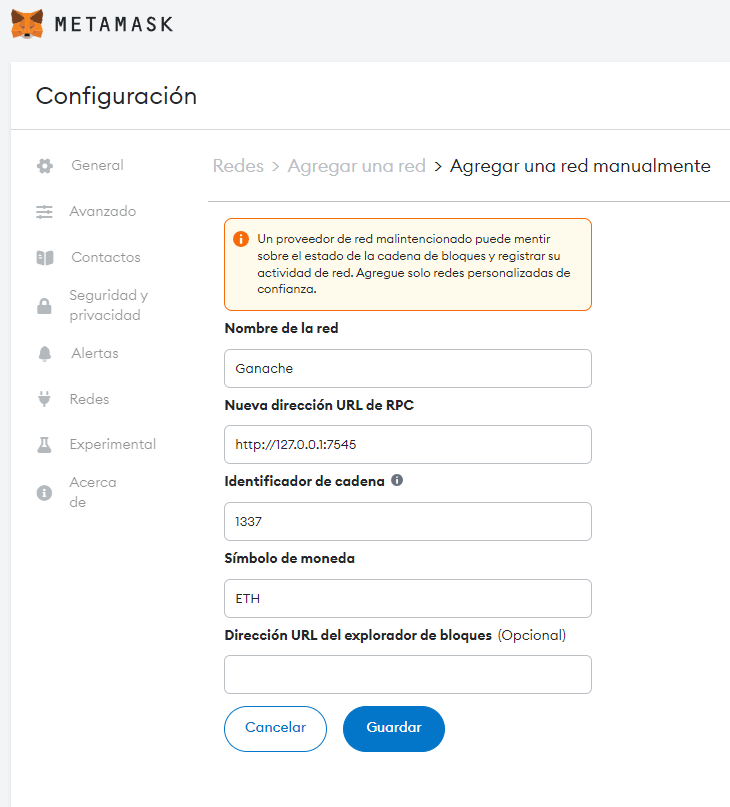 METAMASK
Configuración
General
Avanzado
Contactos
Seguridad y
privacidad
Alertas
Redes
Experimental
Acerca
de
Redes > Agregar una red > Agregar una red manualmente
Un proveedor de red malintencionado puede mentir
sobre el estado de la cadena de bloques y registrar su
actividad de red. Agregue solo redes personalizadas de
confianza.
Nombre de la red
Ganache
Nueva dirección URL de RPC
http://127.0.0.1:7545
Identificador de cadena
1337
Símbolo de moneda
ETH
Dirección URL del explorador de bloques (Opcional)
Cancelar
Guardar